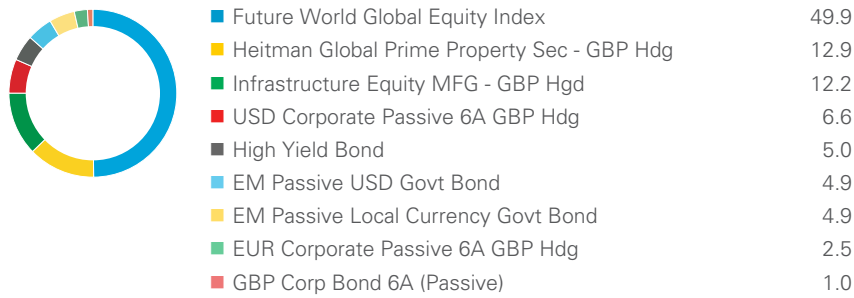 Future World Global Equity Index 49.9
Heitman Global Prime Property Sec - GBP Hdg 12.9
Infrastructure Equity MFG - GBP Hgd 12.2
USD Corporate Passive 6A GBP Hdg 6.6
High Yield Bond 5.0
EM Passive USD Govt Bond 4.9
EM Passive Local Currency Govt Bond 4.9
EUR Corporate Passive 6A GBP Hdg 2.5
GBP Corp Bond 6A (Passive) 1.0